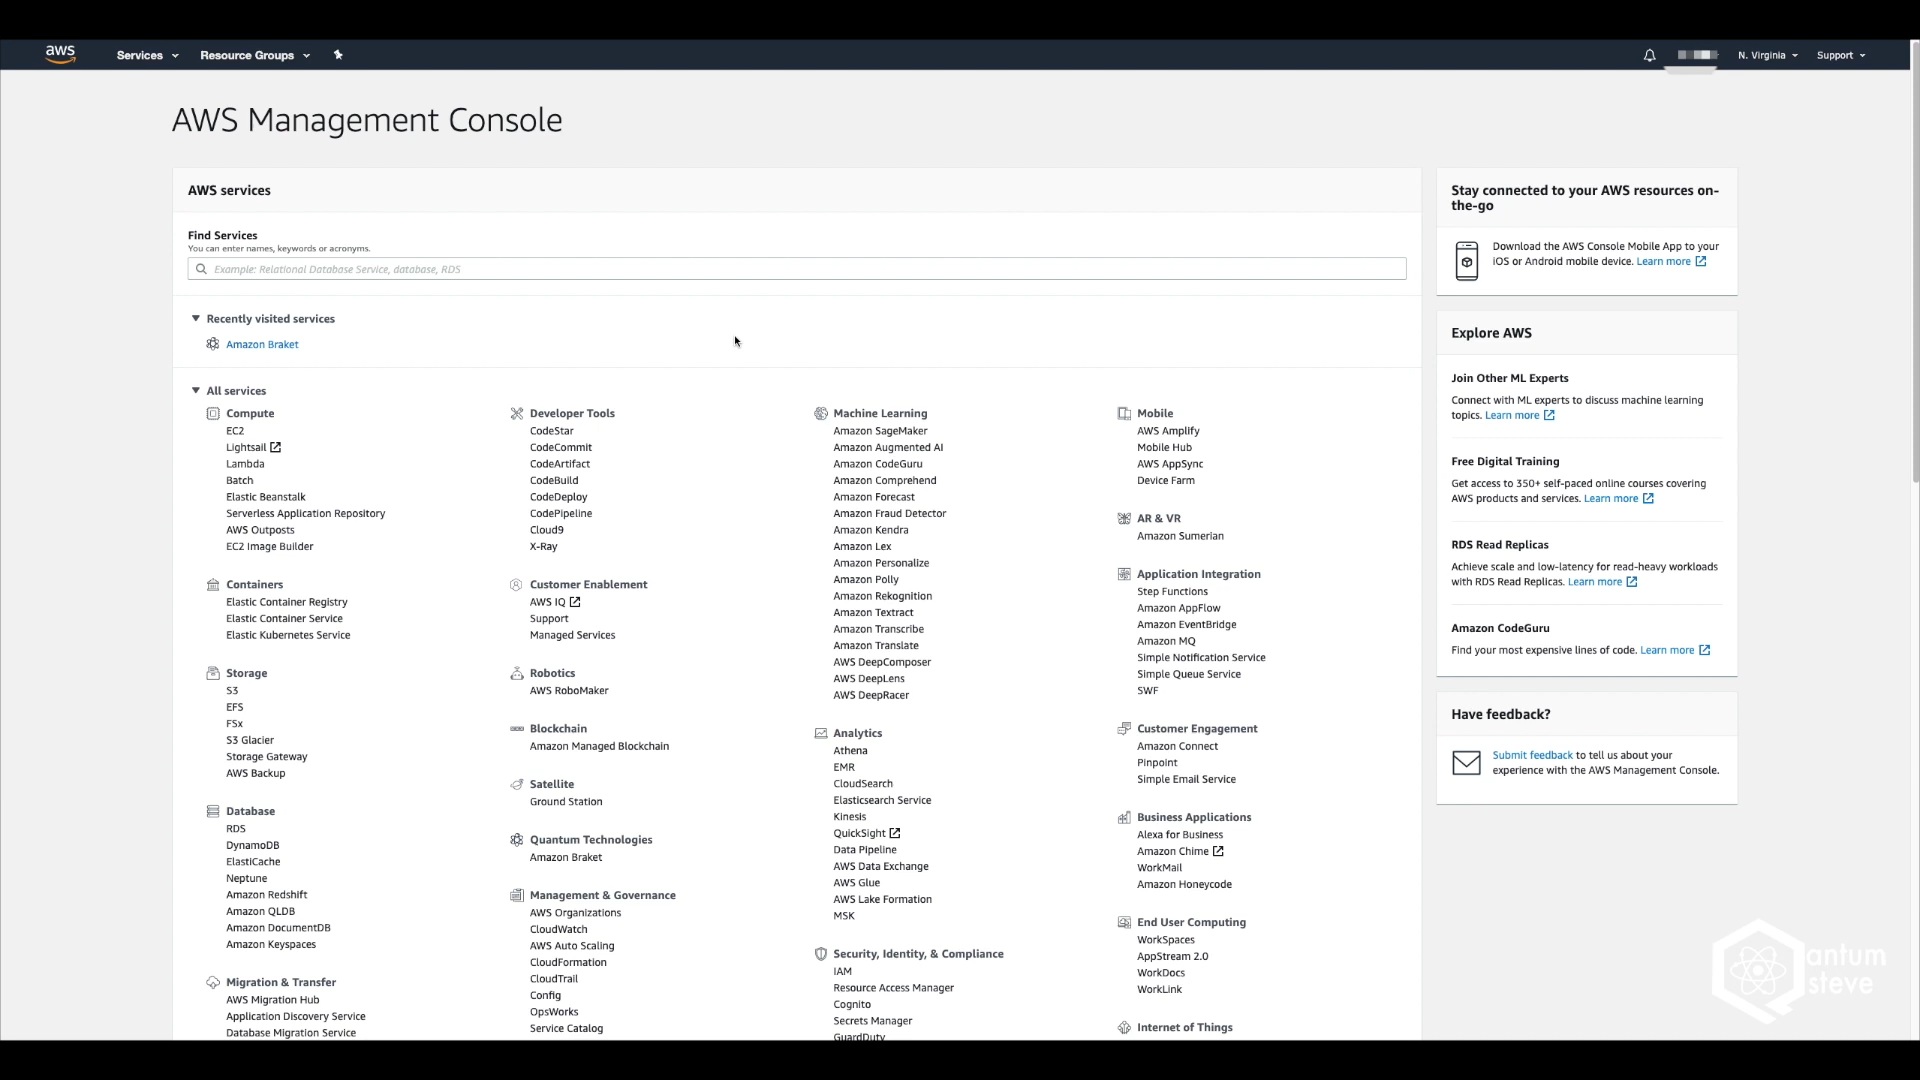 aws
Services
Resource Groups
N. Virginia
Support
AWS Management Console
AWS services
Find Services
You can enter names, keywords or acronyms.
Example: Relational Database Service, database, RDS
Recently visited services
Amazon Braket
All services
Compute
EC2
Lightsail
Lambda
Batch
Elastic Beanstalk
Serverless Application Repository
AWS Outposts
EC2 Image Builder
Containers
Elastic Container Registry
Elastic Container Service
Elastic Kubernetes Service
Storage
S3
EFS
FSx
S3 Glacier
Storage Gateway
AWS Backup
Database
RDS
DynamoDB
ElastiCache
Neptune
Amazon Redshift
Amazon QLDB
Amazon DocumentDB
Amazon Keyspaces
Migration & Transfer
AWS Migration Hub
Application Discovery Service
Database Migration Service
Developer Tools
CodeStar
CodeCommit
CodeArtifact
CodeBuild
CodeDeploy
CodePipeline
Cloud9
X-Ray
Customer Enablement
AWS IQ
Support
Managed Services
Robotics
AWS RoboMaker
Blockchain
Amazon Managed Blockchain
Satellite
Ground Station
Quantum Technologies
Amazon Braket
Management & Governance
AWS Organizations
CloudWatch
AWS Auto Scaling
CloudFormation
CloudTrail
Config
OpsWorks
Service Catalog
Machine Learning
Amazon SageMaker
Amazon Augmented AI
Amazon CodeGuru
Amazon Comprehend
Amazon Forecast
Amazon Fraud Detector
Amazon Kendra
Amazon Lex
Amazon Personalize
Amazon Polly
Amazon Rekognition
Amazon Textract
Amazon Transcribe
Amazon Translate
AWS DeepComposer
AWS DeepLens
AWS DeepRacer
Analytics
Athena
EMR
CloudSearch
Elasticsearch Service
Kinesis
QuickSight
Data Pipeline
AWS Data Exchange
AWS Glue
AWS Lake Formation
MSK
Security, Identity, & Compliance
IAM
Resource Access Manager
Cognito
Secrets Manager
GuardDuty
Mobile
AWS Amplify
Mobile Hub
AWS AppSync
Device Farm
AR & VR
Amazon Sumerian
Application Integration
Step Functions
Amazon AppFlow
Amazon EventBridge
Amazon MQ
Simple Notification Service
Simple Queue Service
SWF
Customer Engagement
Amazon Connect
Pinpoint
Simple Email Service
Business Applications
Alexa for Business
Amazon Chime
WorkMail
Amazon Honeycode
End User Computing
WorkSpaces
AppStream 2.0
WorkDocs
WorkLink
Internet of Things
Stay connected to your AWS resources on-
the-go
Download the AWS Console Mobile App to your
iOS or Android mobile device. Learn more
Explore AWS
Join Other ML Experts
Connect with ML experts to discuss machine learning
topics. Learn more
Free Digital Training
Get access to 350+ self-paced online courses covering
AWS products and services. Learn more
RDS Read Replicas
Achieve scale and low-latency for read-heavy workloads
with RDS Read Replicas. Learn more
Amazon CodeGuru
Find your most expensive lines of code. Learn more
Have feedback?
Submit feedback to tell us about your
experience with the AWS Management Console.
Qantum
steve